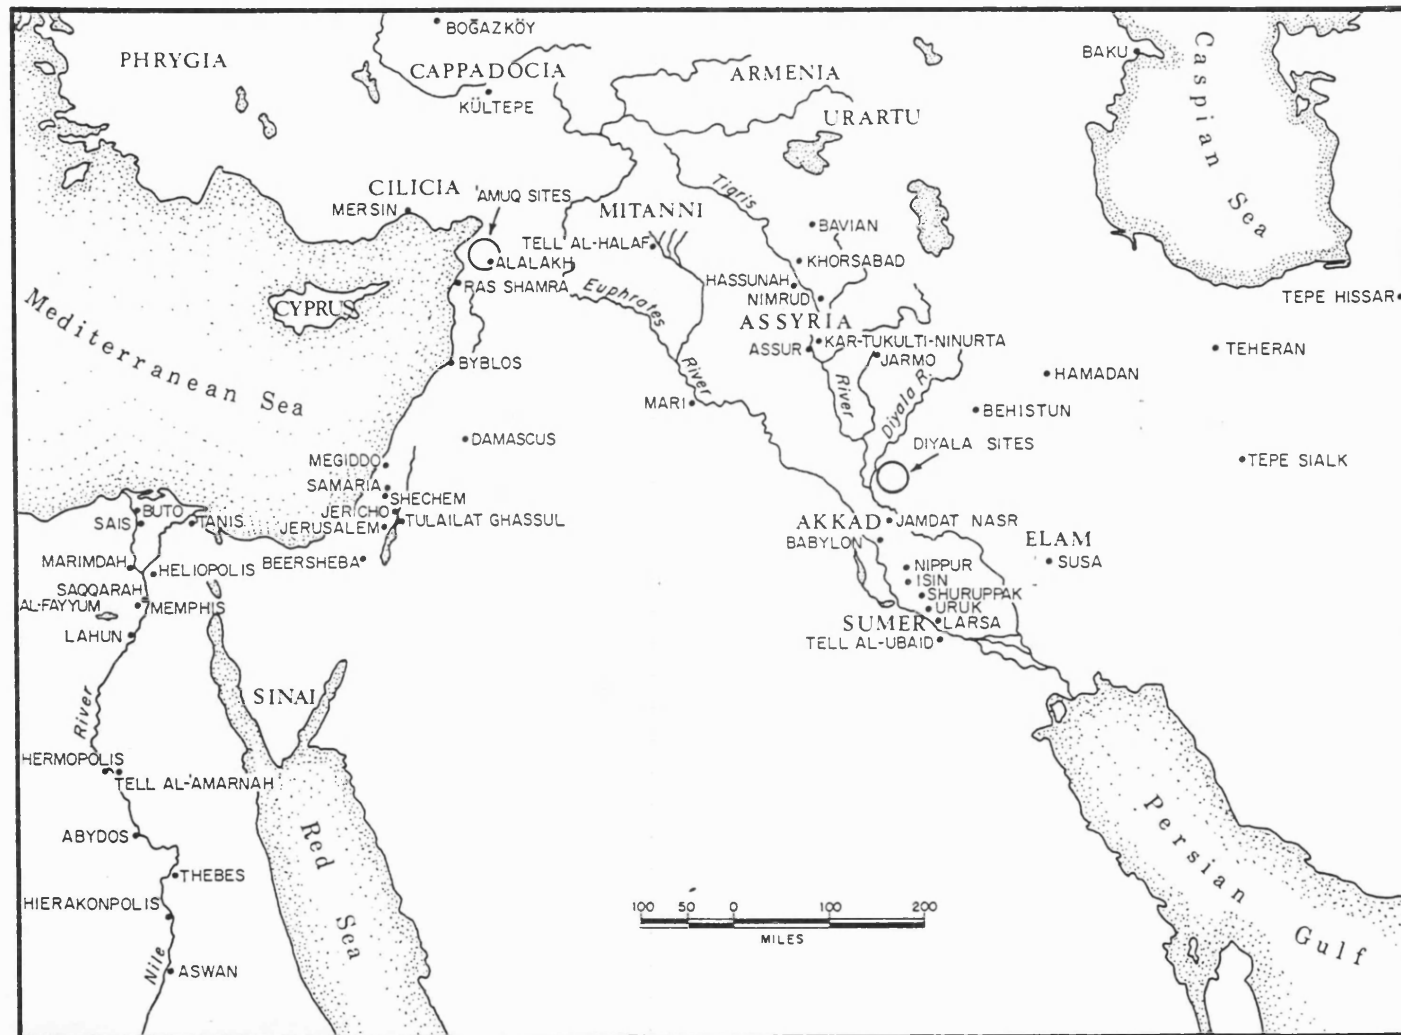 BOĞAZKÖY
PHRYGIA
CAPPADOCIA
KÜLTEPE
ARMENIA
URARTU
BAKU
Caspian Sea
CILICIA
MERSIN
'AMUQ SITES
ALALAKH
RAS SHAMRA
MITANNI
TELL AL-HALAF
Tigris
River
BAVIAN
KHORSABAD
HASSUNAH
NIMRUD
ASSYRIA
KAR-TUKULTI-NINURTA
ASSUR
JARMO
TEPE HISSAR
TEHERAN
HAMADAN
BEHISTUN
TEPE SIALK
Mediterranean Sea
CYPRUS
Euphrates
River
BYBLOS
MARI
Diyala R.
DIYALA SITES
DAMASCUS
MEGIDDO
SAMARIA
SHECHEM
JERICHO
JERUSALEM
TULAILAT GHASSUL
BEERSHEBA
AKKAD
JAMDAT NASR
BABYLON
ELAM
SUSA
NIPPUR
ISIN
SHURUPPAK
URUK
SUMER
LARSA
TELL AL-UBAID
BUTO
SAIS
TANIS
MARIMDAH
HELIOPOLIS
SAQQARAH
AL-FAYYUM
MEMPHIS
LAHUN
SINAI
River
HERMOPOLIS
TELL AL-'AMARNAH
ABYDOS
THEBES
HIERAKONPOLIS
Nile
ASWAN
Red Sea
Persian Gulf
100 50 0 100 200
MILES